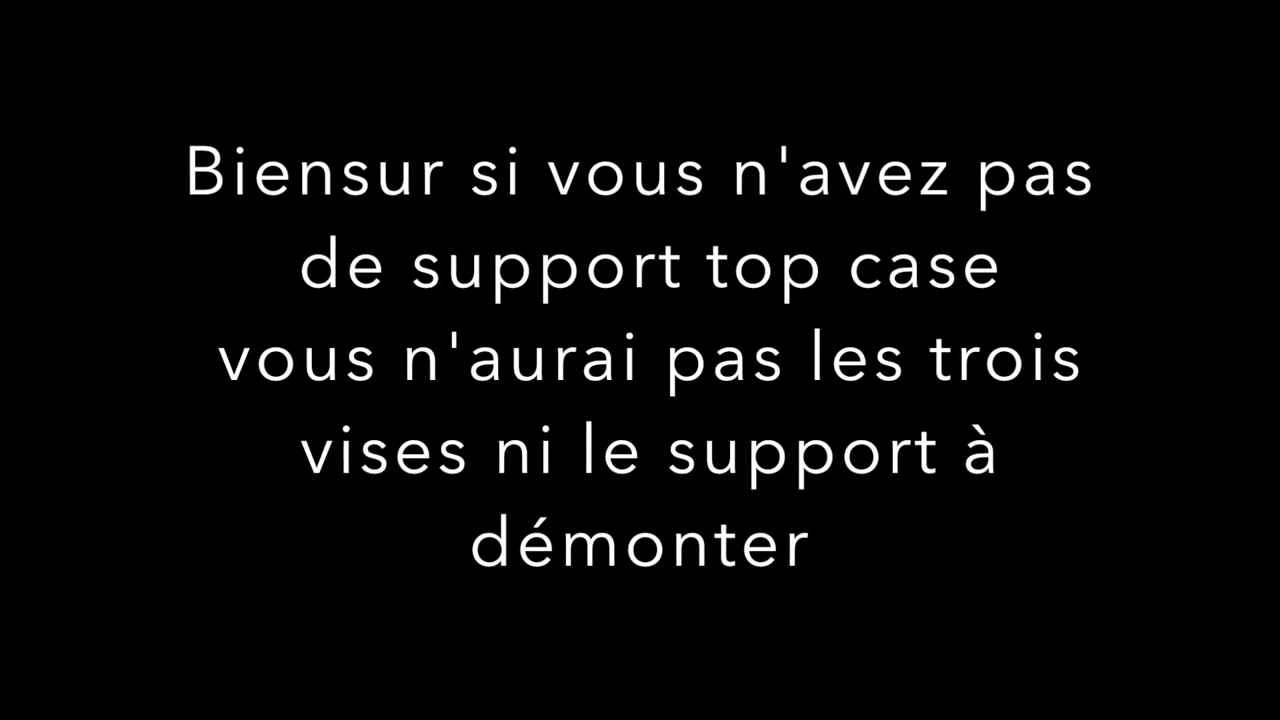 Biensur si vous n'avez pas
de support top case
vous n'aurai pas les trois
vises ni le support à
démonter